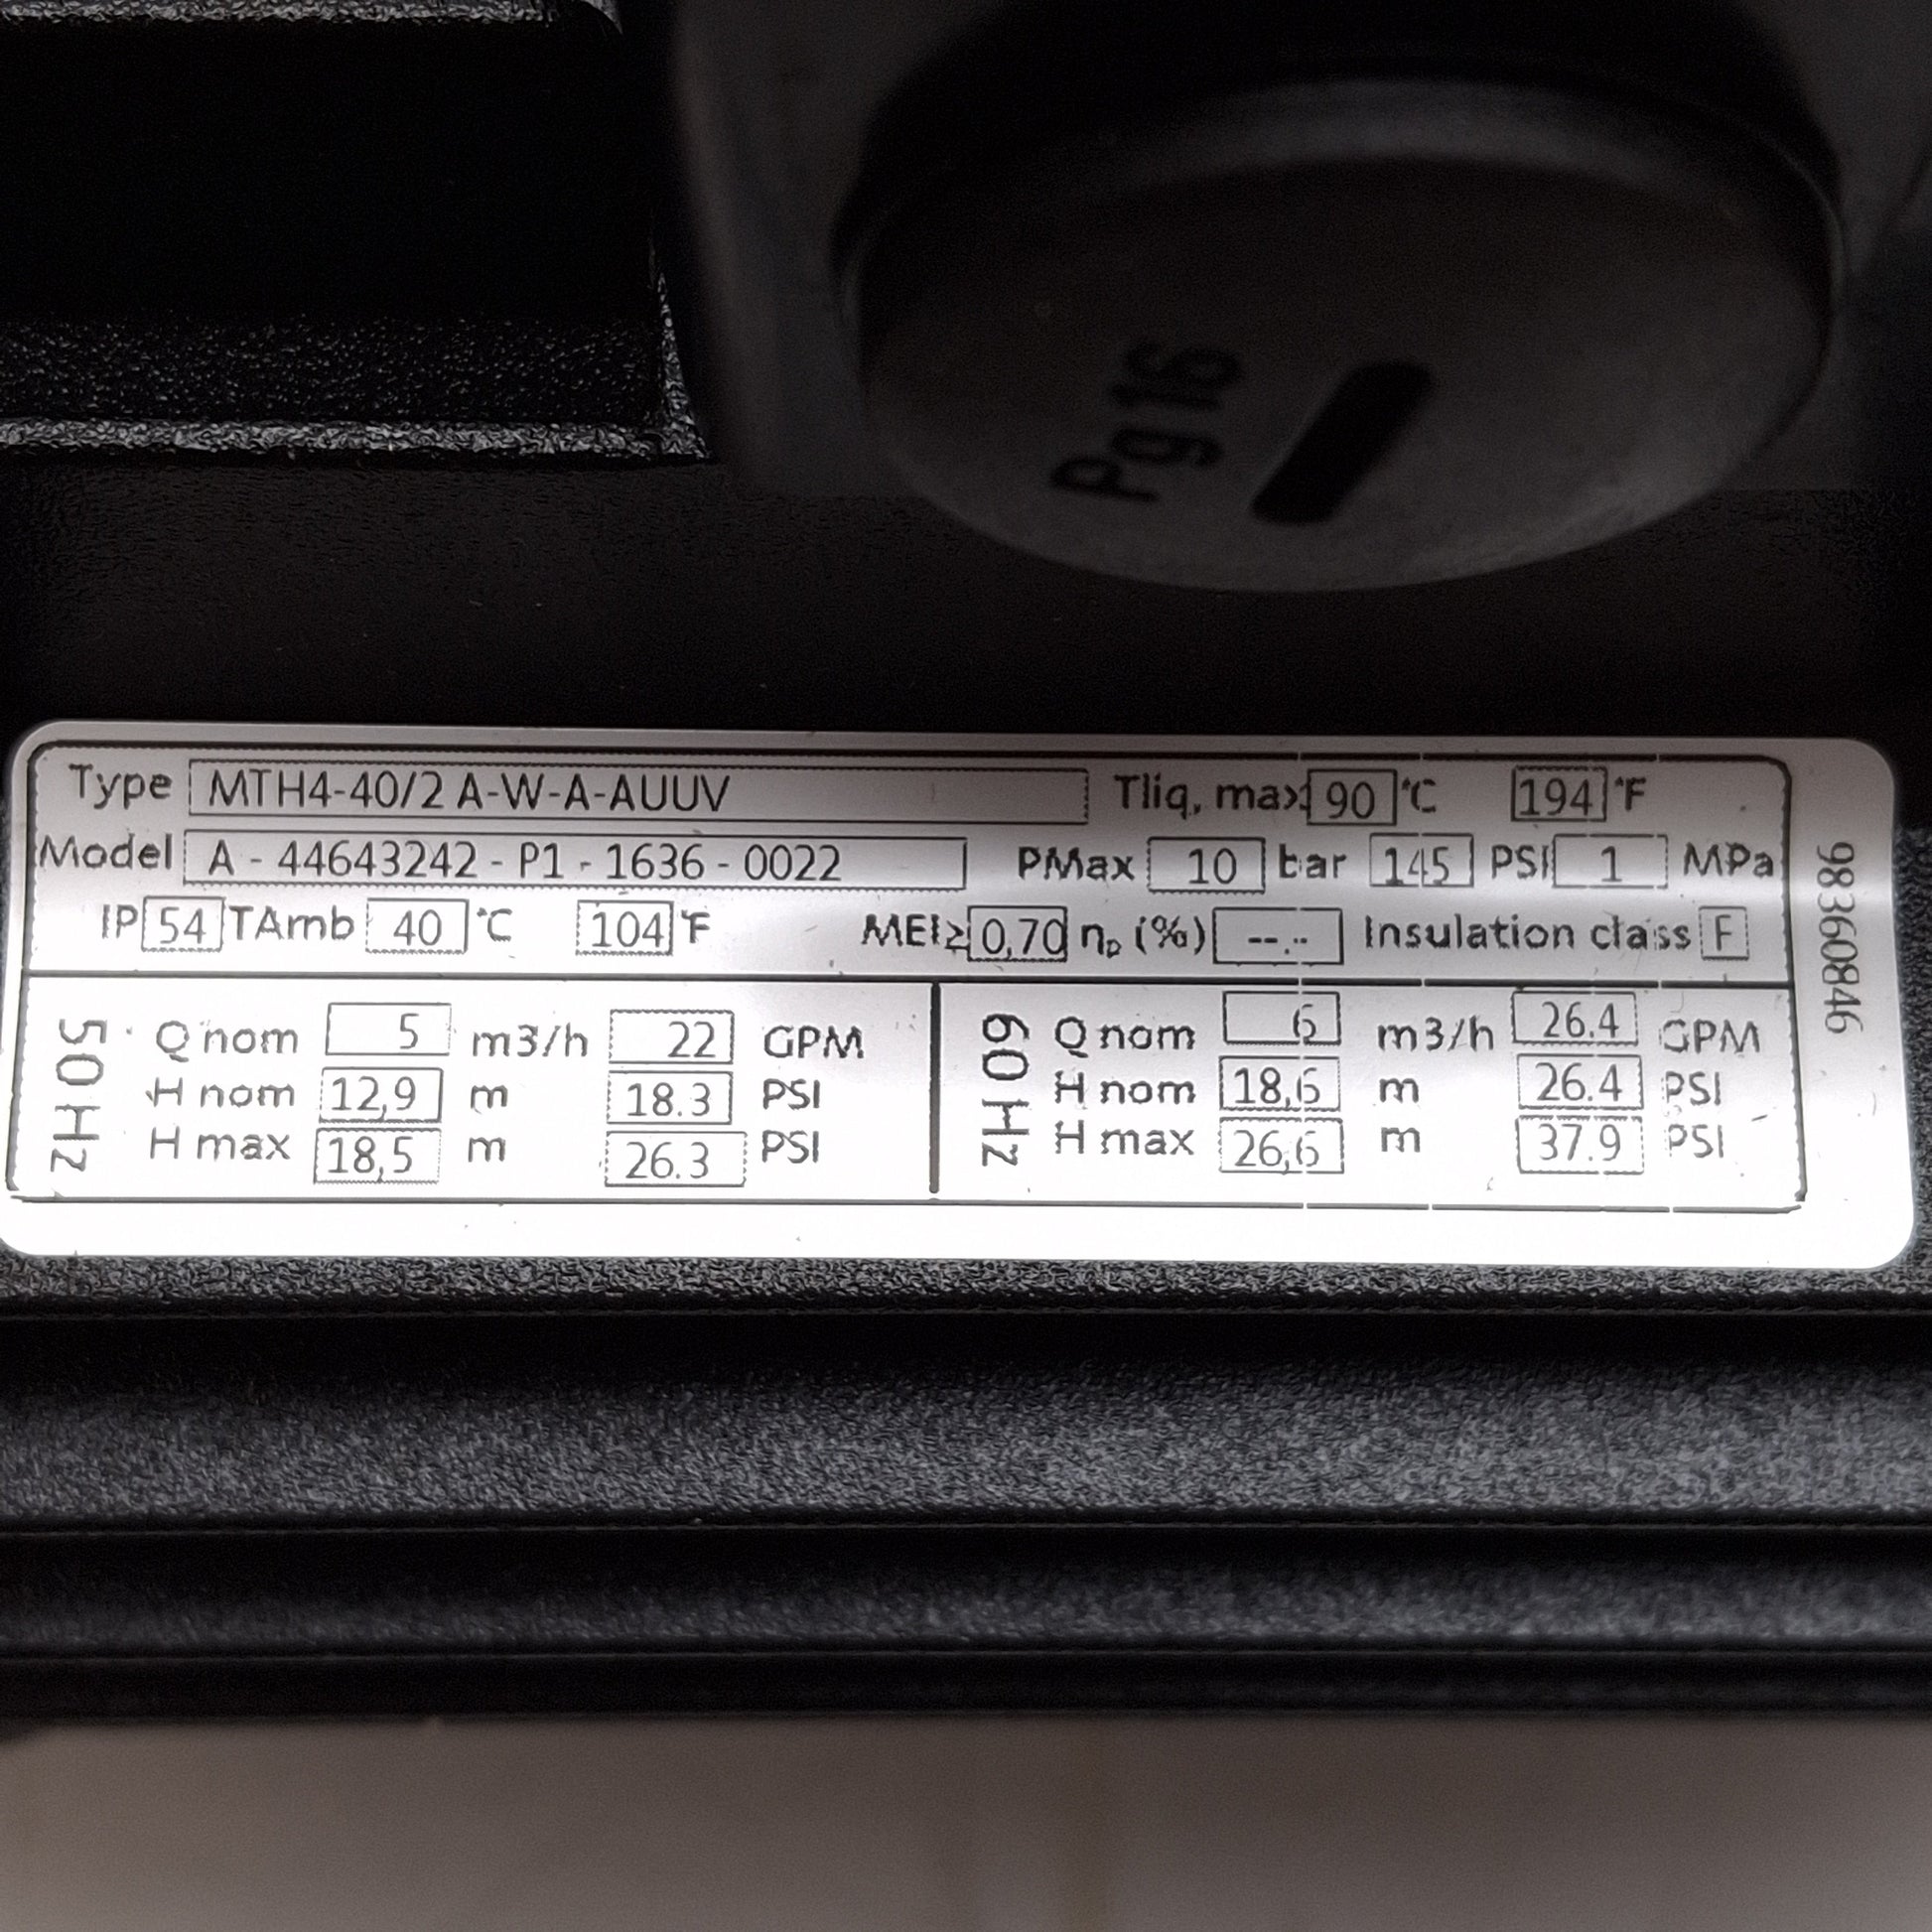 Pg16
Type MTH4-40/2 A-W-A-AUUV Tliq, max 90 °C 194 °F
Model A - 44643242 - P1 - 1636 - 0022 PMax 10 bar 145 PSI 1 MPa
IP 54 TAmb 40 °C 104 °F MEI≥ 0,70 ηp (%) --.-- Insulation class F
50 Hz
Q nom 5 m3/h 22 GPM
H nom 12,9 m 18.3 PSI
H max 18,5 m 26.3 PSI
60 Hz
Q nom 6 m3/h 26.4 GPM
H nom 18,6 m 26.4 PSI
H max 26,6 m 37.9 PSI
98360846